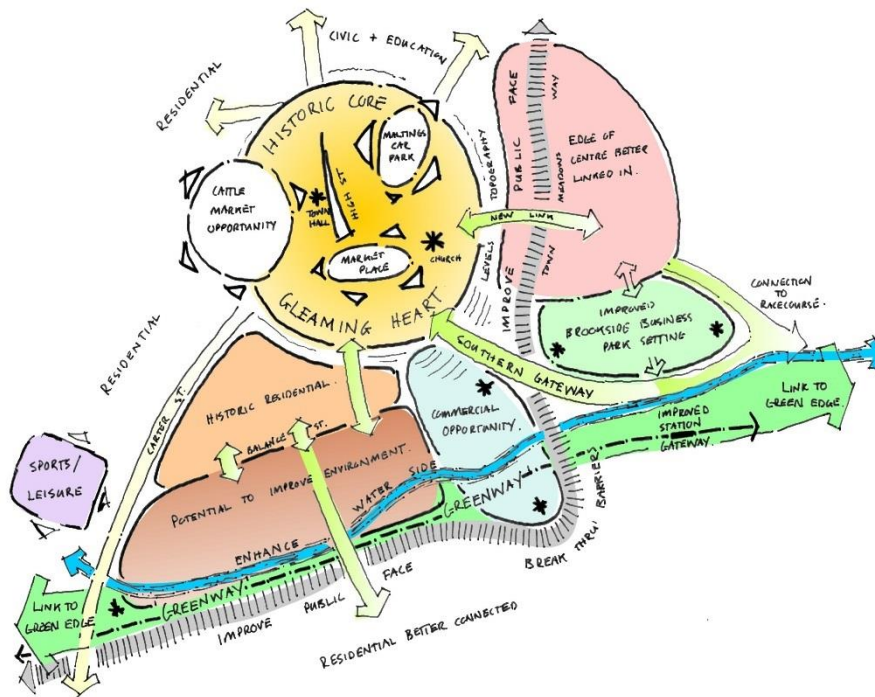 CIVIC + EDUCATION
RESIDENTIAL
HISTORIC CORE
MALTINGS
CAR
PARK
CATTLE
MARKET
OPPORTUNITY
TOWN
HALL
HIGH ST
MARKET
PLACE
CHURCH
GLEAMING HEART
LEVELS TOPOGRAPHY
IMPROVE PUBLIC FACE
TOWN MEADOWS WAY
EDGE OF
CENTRE BETTER
LINKED IN.
NEW LINK
CONNECTION
TO
RACECOURSE.
IMPROVED
BROOKSIDE BUSINESS
PARK SETTING
SOUTHERN GATEWAY
RESIDENTIAL
CARTER ST.
HISTORIC RESIDENTIAL.
BALANCE ST.
COMMERCIAL
OPPORTUNITY.
LINK TO
GREEN EDGE.
IMPROVED
STATION
GATEWAY
SPORTS/
LEISURE
POTENTIAL TO IMPROVE ENVIRONMENT.
ENHANCE WATER SIDE
GREENWAY
GREENWAY
BREAK THRU BARRIERS
LINK TO
GREEN EDGE
IMPROVE PUBLIC FACE
RESIDENTIAL BETTER CONNECTED